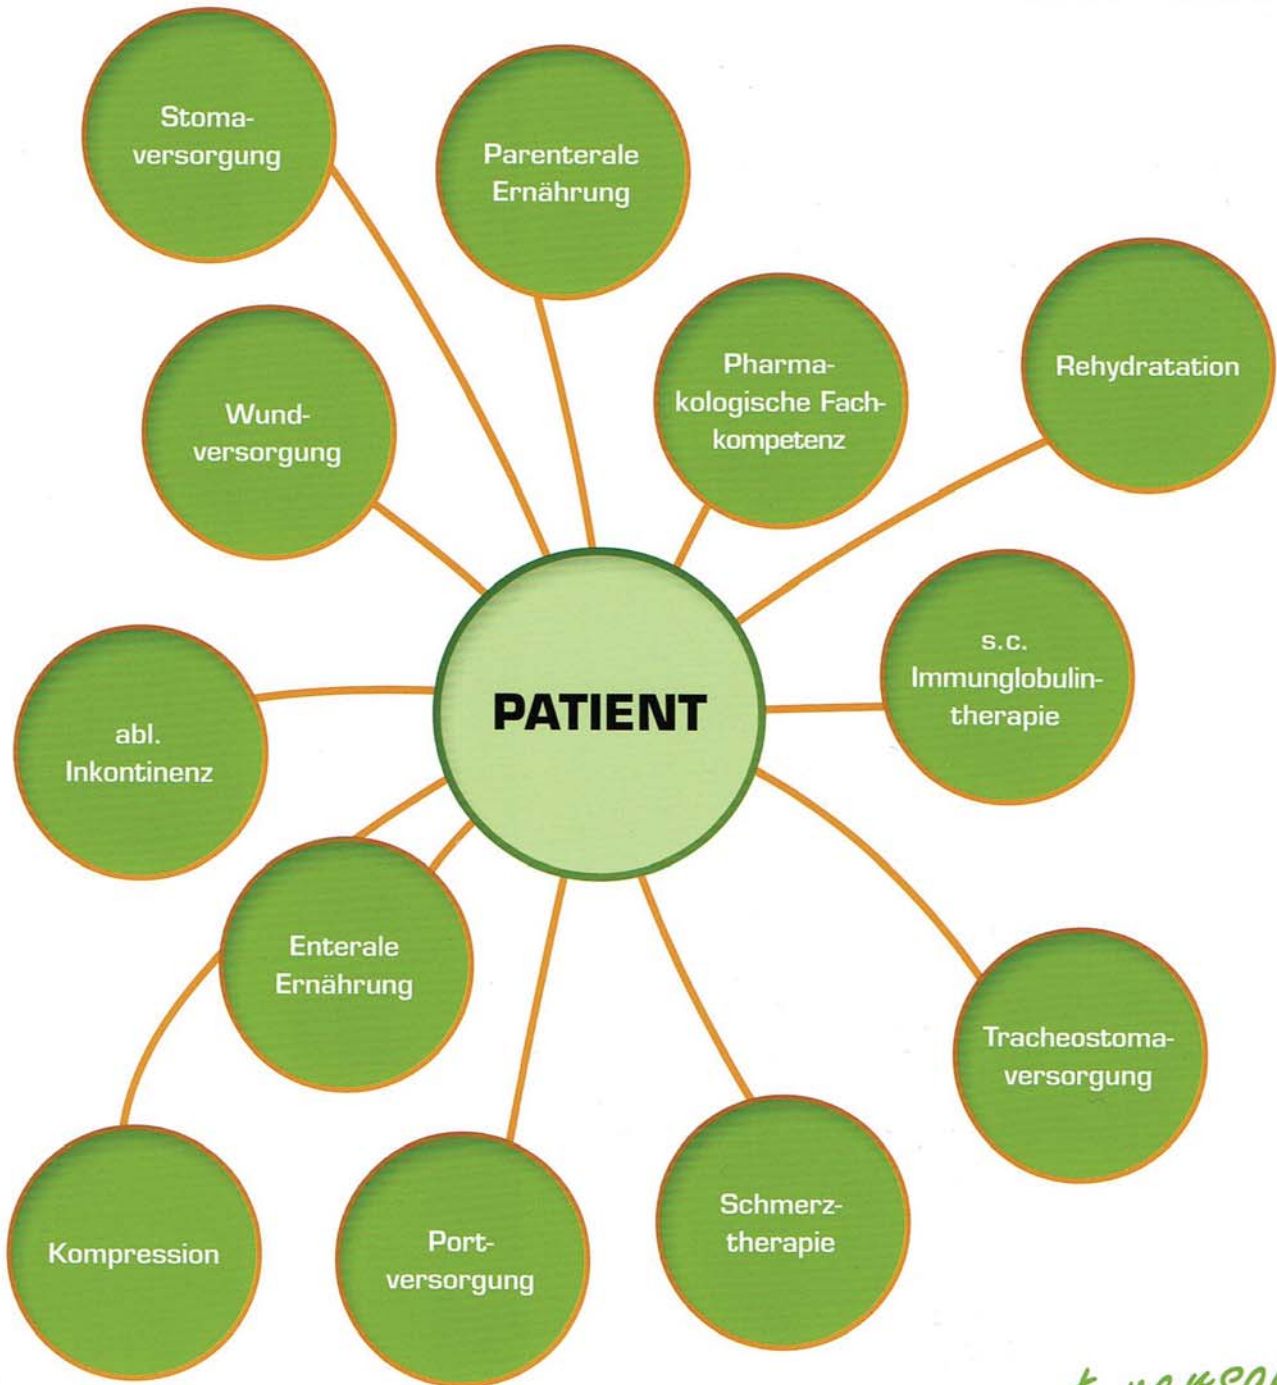 Stoma-
versorgung
Parenterale
Ernährung
Pharma-
kologische Fach-
kompetenz
Rehydratation
Wund-
versorgung
s.c.
Immunglobulin-
therapie
PATIENT
abl.
Inkontinenz
Enterale
Ernährung
Tracheostoma-
versorgung
Kompression
Port-
versorgung
Schmerz-
therapie